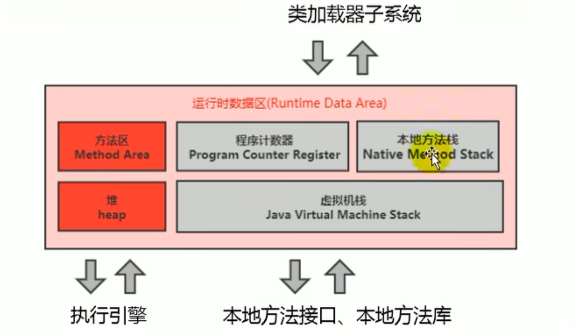 类加载器子系统
运行时数据区(Runtime Data Area)
方法区
Method Area
程序计数器
Program Counter Register
本地方法栈
Native Method Stack
堆
heap
虚拟机栈
Java Virtual Machine Stack
执行引擎
本地方法接口、本地方法库